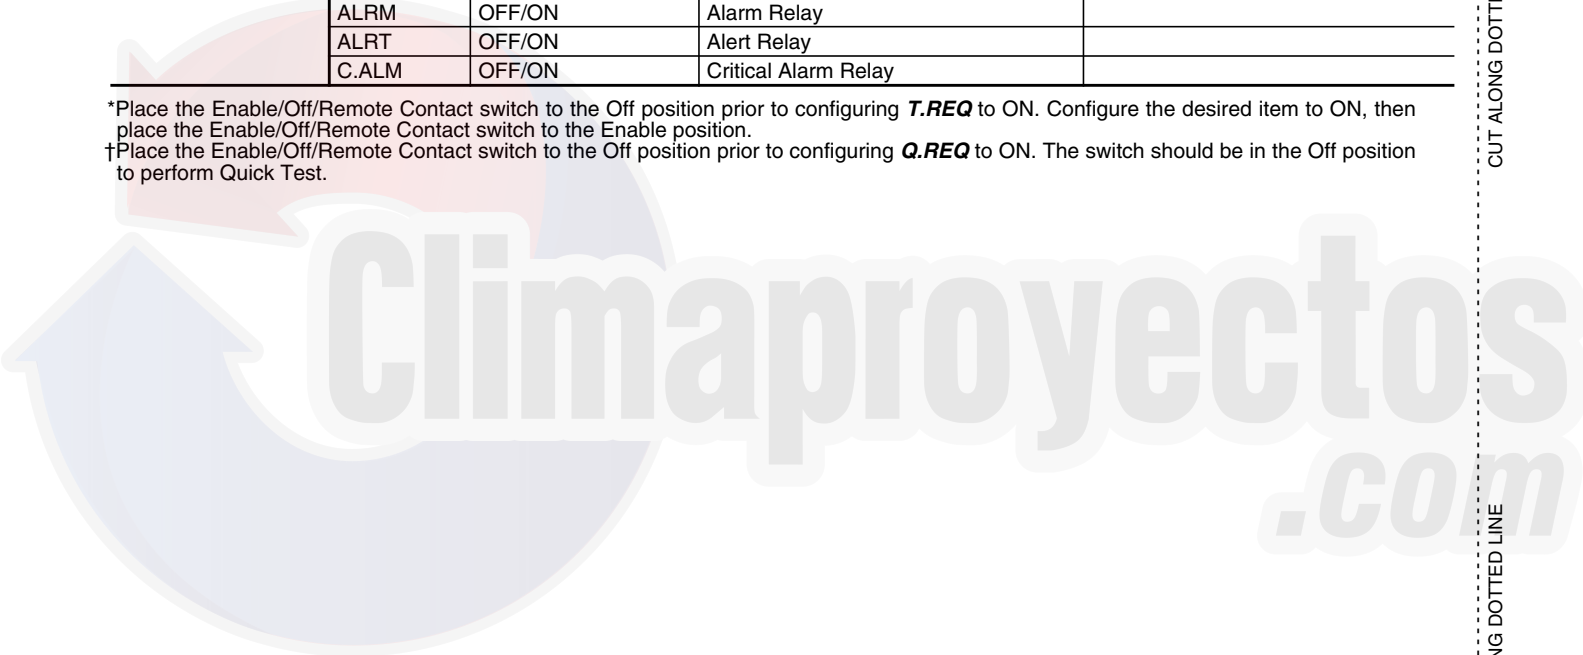 ALRM OFF/ON Alarm Relay
ALRT OFF/ON Alert Relay
C.ALM OFF/ON Critical Alarm Relay
*Place the Enable/Off/Remote Contact switch to the Off position prior to configuring T.REQ to ON. Configure the desired item to ON, then
place the Enable/Off/Remote Contact switch to the Enable position.
†Place the Enable/Off/Remote Contact switch to the Off position prior to configuring Q.REQ to ON. The switch should be in the Off position
to perform Quick Test.
Climaproyectos
.com
CUT ALONG
DOTTED LINE